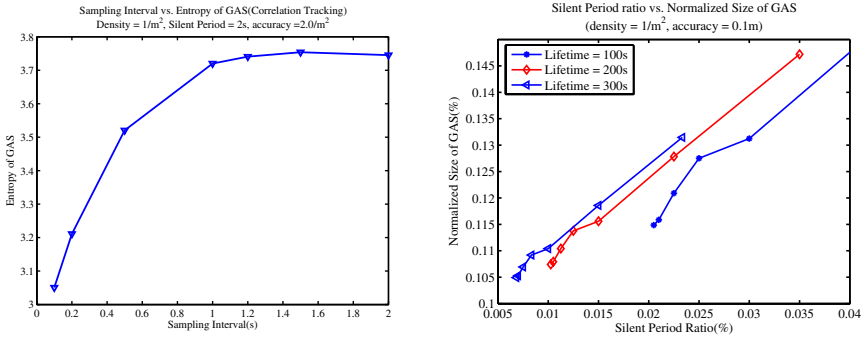 Sampling Interval vs. Entropy of GAS(Correlation Tracking)
Density = 1/m², Silent Period = 2s, accuracy =2.0/m²
3.8
3.7
3.6
3.5
3.4
3.3
3.2
3.1
3
Entropy of GAS
0 0.2 0.4 0.6 0.8 1 1.2 1.4 1.6 1.8 2
Sampling Interval(s)
Silent Period ratio vs. Normalized Size of GAS
(density = 1/m², accuracy = 0.1m)
Lifetime = 100s
Lifetime = 200s
Lifetime = 300s
0.145
0.14
0.135
0.13
0.125
0.12
0.115
0.11
0.105
0.1
Normalized Size of GAS(%)
0.005 0.01 0.015 0.02 0.025 0.03 0.035 0.04
Silent Period Ratio(%)